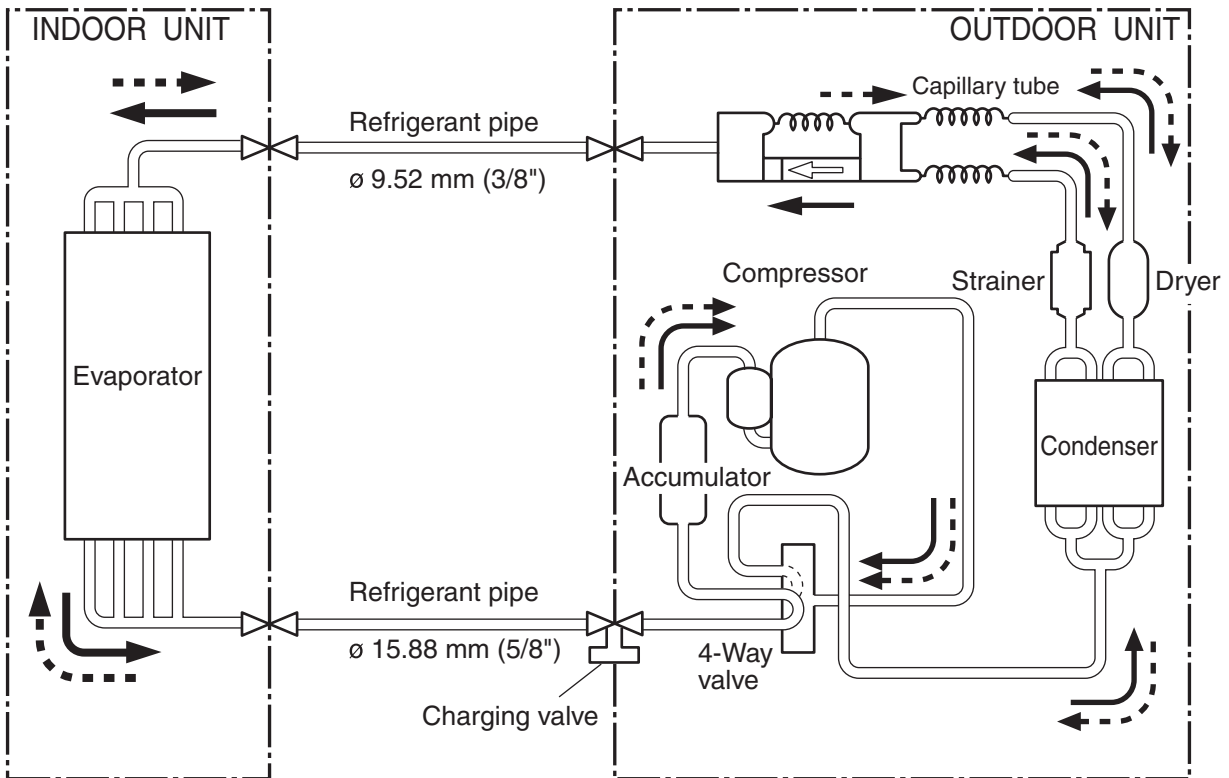 INDOOR UNIT
OUTDOOR UNIT
Capillary tube
Refrigerant pipe
ø 9.52 mm (3/8")
Compressor
Strainer
Dryer
Evaporator
Condenser
Accumulator
Refrigerant pipe
ø 15.88 mm (5/8")
4-Way
valve
Charging valve